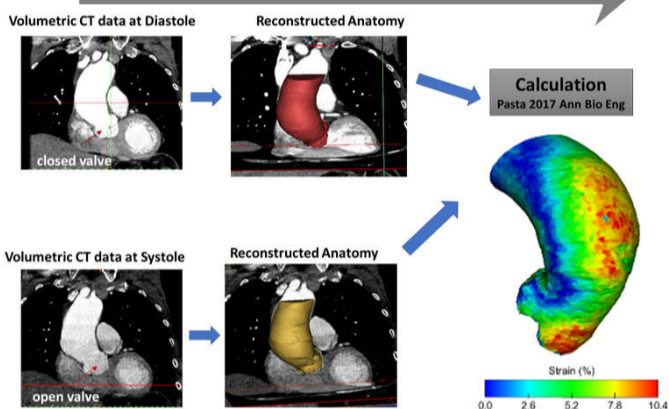 Volumetric CT data at Diastole
Reconstructed Anatomy
closed valve
Calculation
Pasta 2017 Ann Bio Eng
Volumetric CT data at Systole
Reconstructed Anatomy
open valve
Strain (%)
0.0 2.6 5.2 7.8 10.4